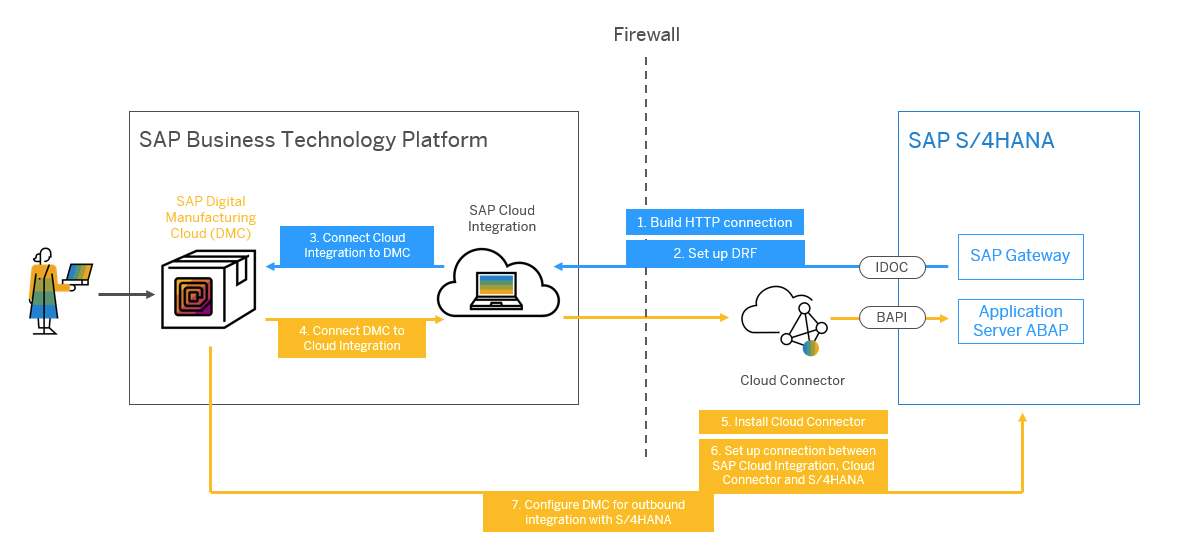 Firewall
SAP Business Technology Platform
SAP S/4HANA
SAP Digital
Manufacturing
Cloud (DMC)
SAP Cloud
Integration
3. Connect Cloud
Integration to DMC
4. Connect DMC to
Cloud Integration
1. Build HTTP connection
2. Set up DRF
IDOC
SAP Gateway
BAPI
Application
Server ABAP
Cloud Connector
5. Install Cloud Connector
6. Set up connection between
SAP Cloud Integration, Cloud
Connector and S/4HANA
7. Configure DMC for outbound
integration with S/4HANA